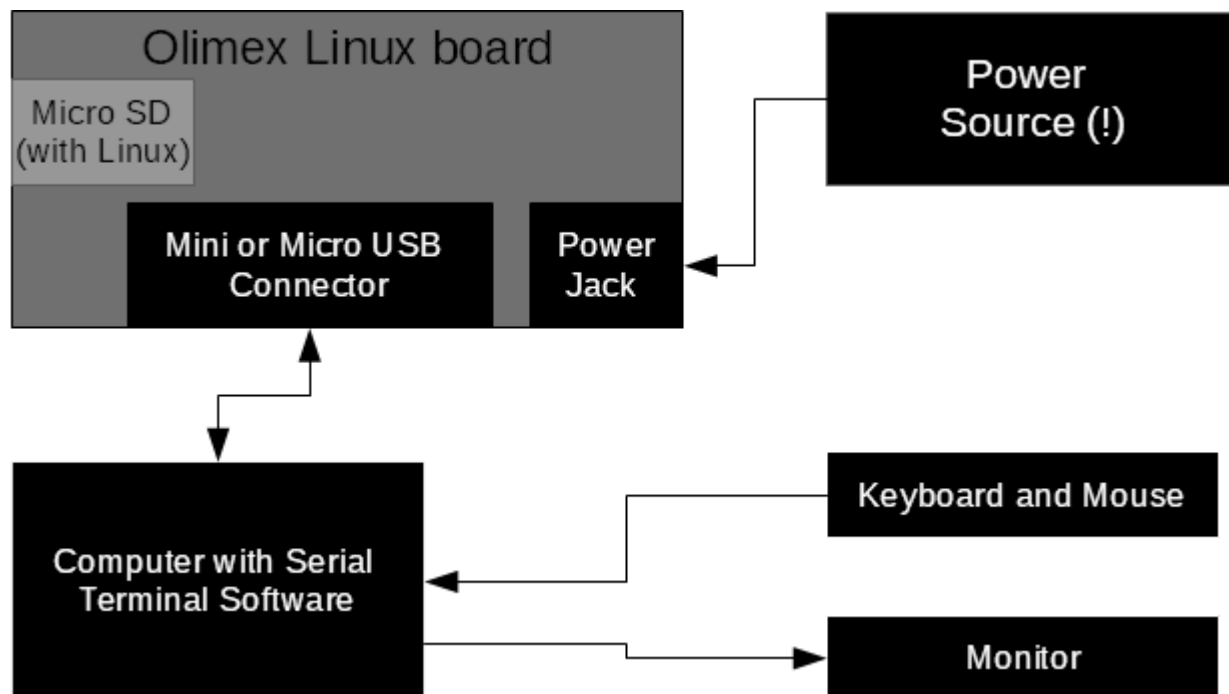 Olimex Linux board
Micro SD
(with Linux)
Mini or Micro USB
Connector
Power
Jack
Power
Source (!)
Computer with Serial
Terminal Software
Keyboard and Mouse
Monitor